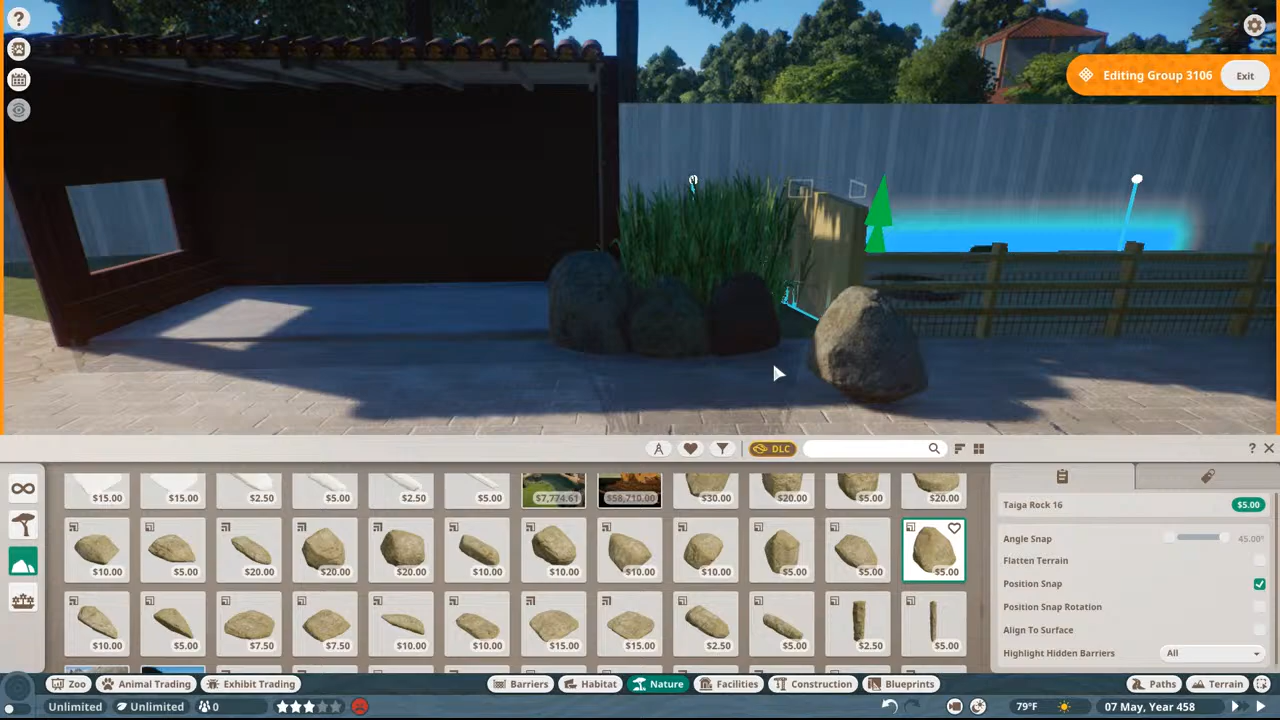 ?
Editing Group 3106
Exit
DLC
?
$15.00
$15.00
$2.50
$5.00
$2.50
$5.00
$7,774.61
$58,710.00
$30.00
$20.00
$5.00
$20.00
Taiga Rock 16
$5.00
$10.00
$5.00
$20.00
$20.00
$20.00
$10.00
$10.00
$10.00
$10.00
$5.00
$5.00
$5.00
Angle Snap
45.00°
Flatten Terrain
Position Snap
Position Snap Rotation
Align To Surface
Highlight Hidden Barriers
All
$10.00
$5.00
$7.50
$7.50
$10.00
$10.00
$15.00
$15.00
$2.50
$5.00
$2.50
$5.00
Zoo
Animal Trading
Exhibit Trading
Barriers
Habitat
Nature
Facilities
Construction
Blueprints
Paths
Terrain
Unlimited
Unlimited
0
79°F
07 May, Year 458